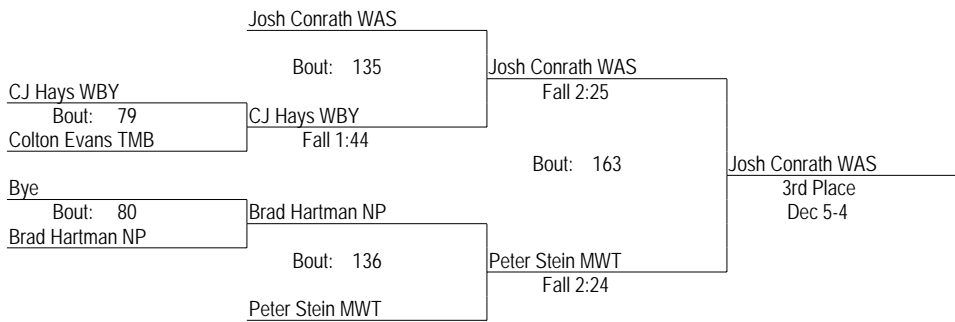 Josh Conrath WAS
Bout: 135
Josh Conrath WAS
CJ Hays WBY
Fall 2:25
Bout: 79
CJ Hays WBY
Colton Evans TMB
Fall 1:44
Bout: 163
Josh Conrath WAS
Bye
3rd Place
Bout: 80
Brad Hartman NP
Dec 5-4
Brad Hartman NP
Bout: 136
Peter Stein MWT
Fall 2:24
Peter Stein MWT